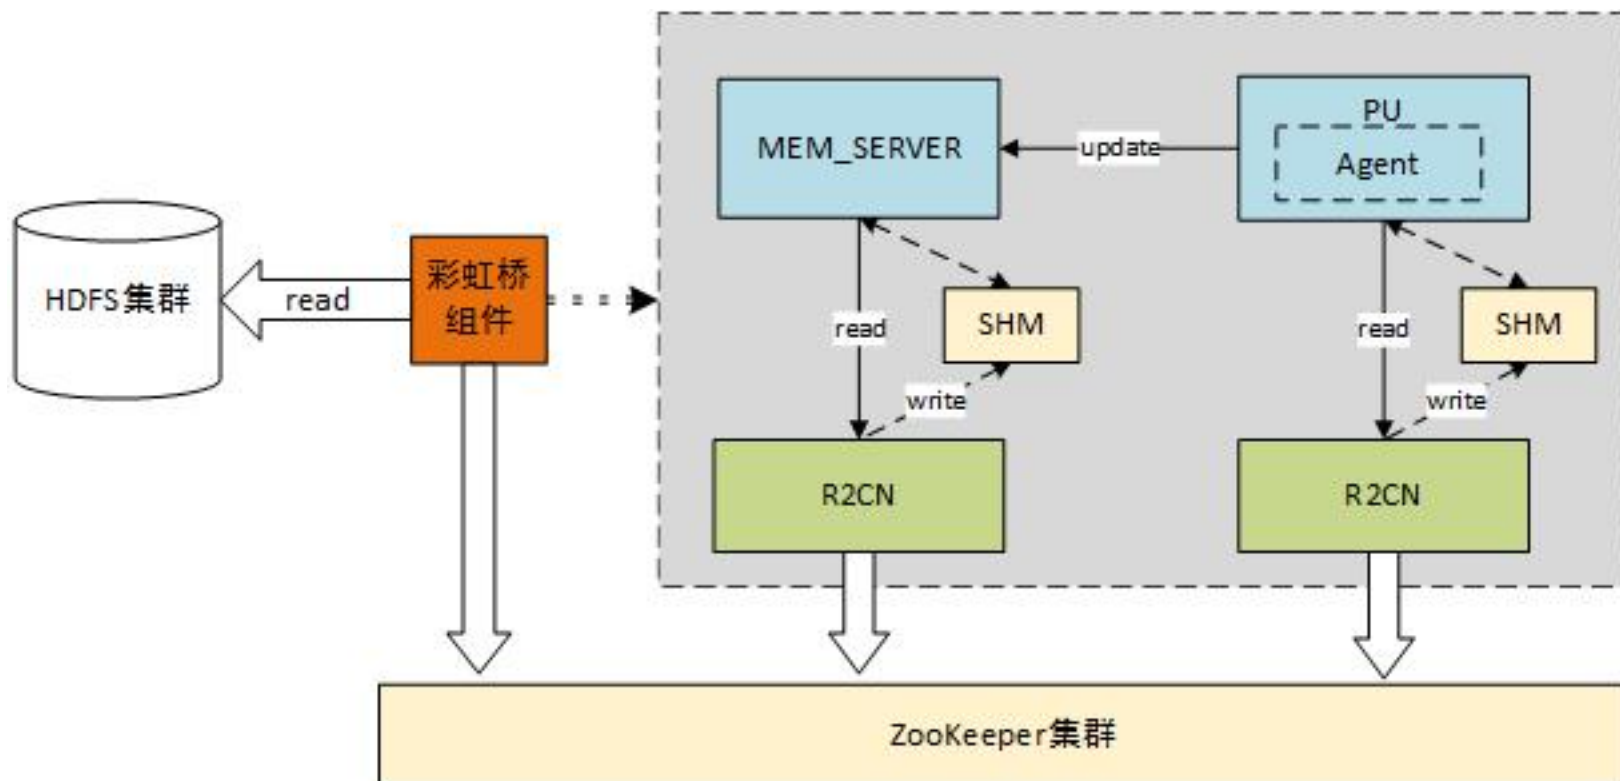 MEM_SERVER
update
PU
Agent
HDFS集群
read
彩虹桥
组件
read
SHM
write
read
SHM
write
R2CN
R2CN
ZooKeeper集群